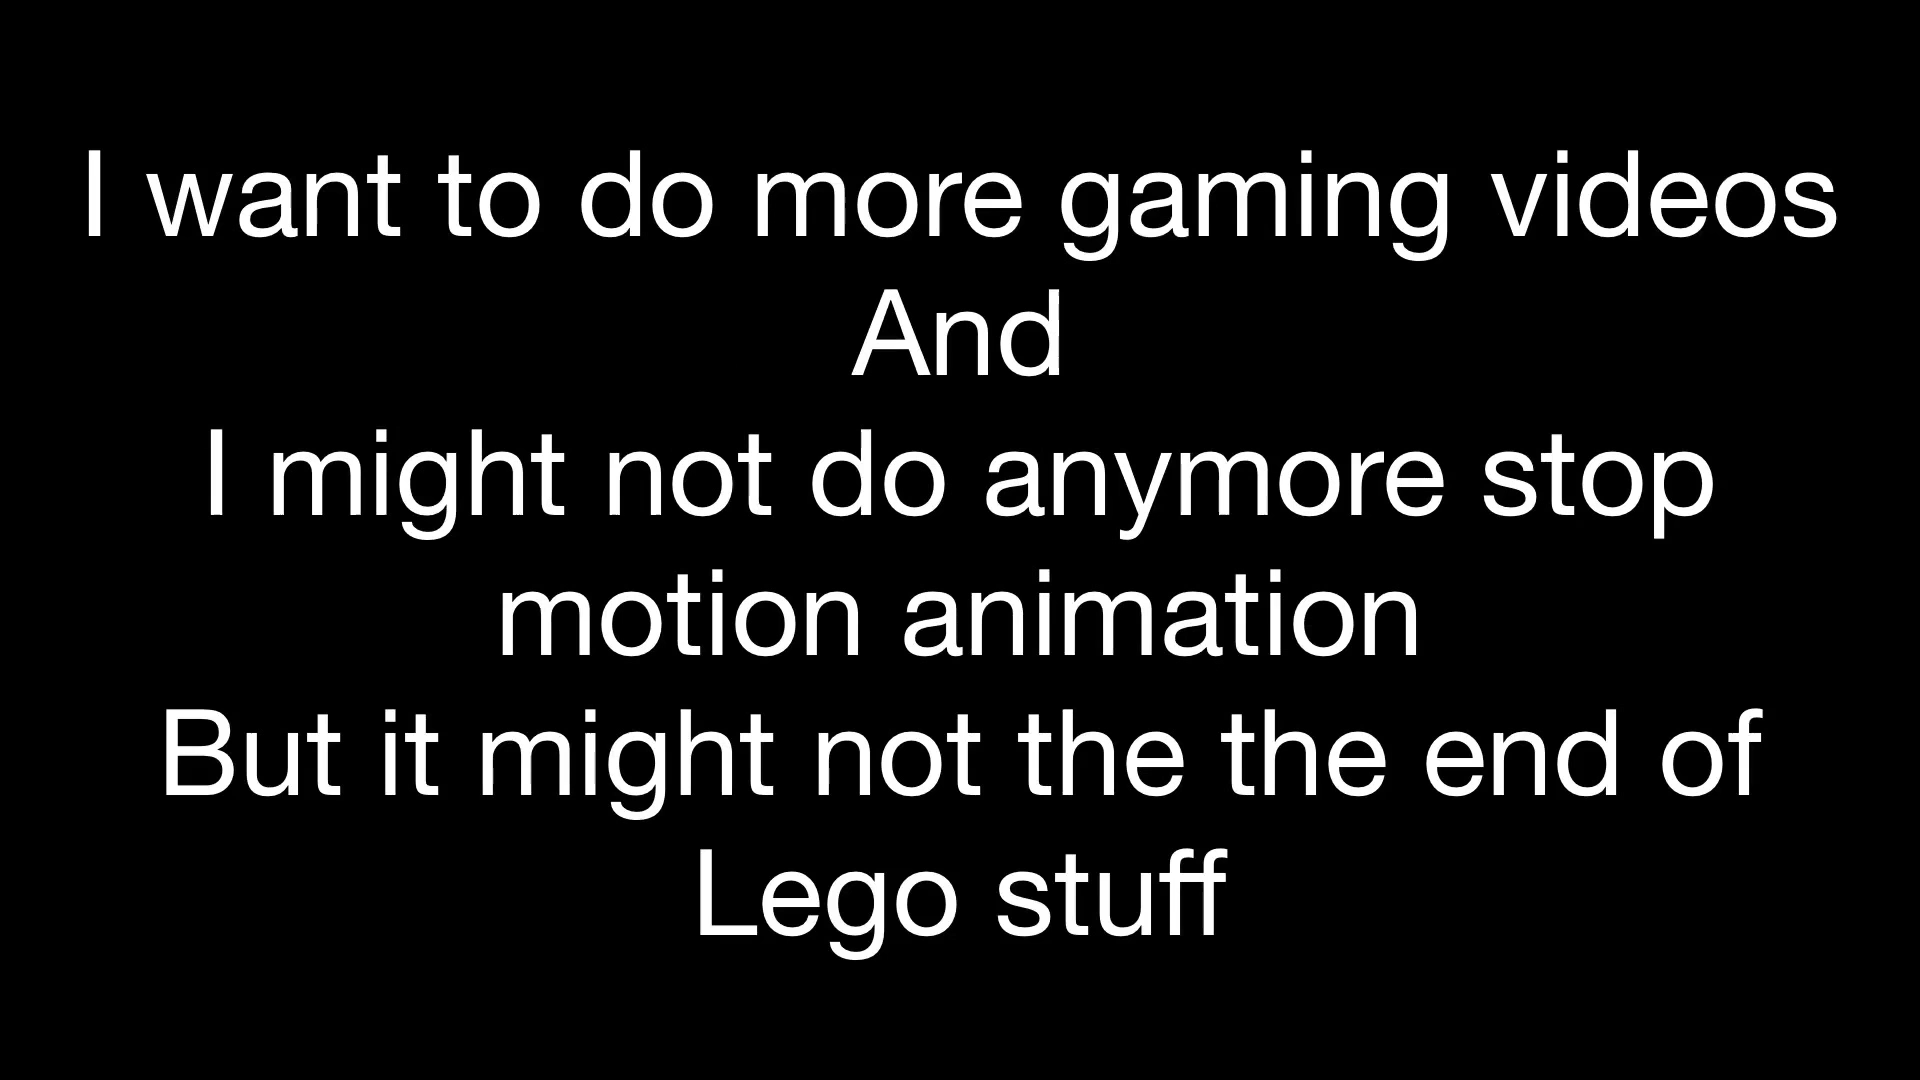 I want to do more gaming videos
And
I might not do anymore stop
motion animation
But it might not the the end of
Lego stuff